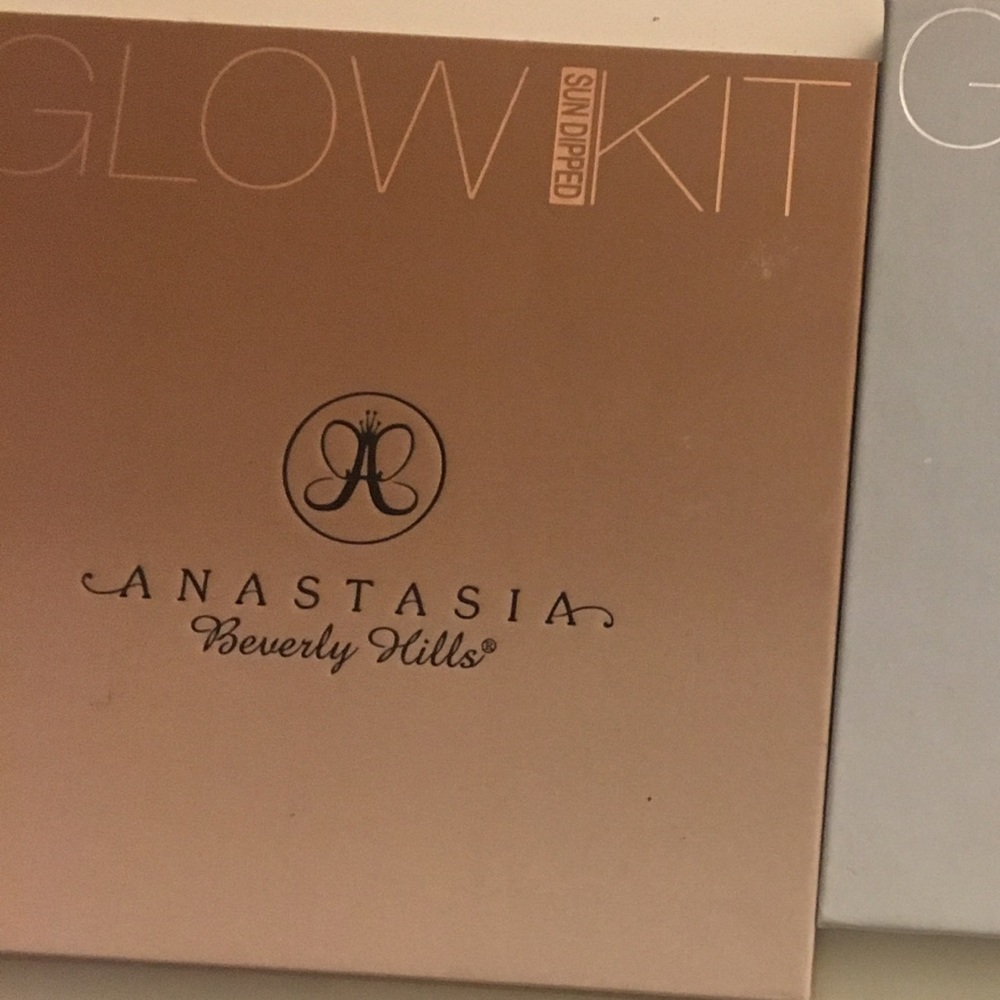 GLOW SUN DIPPED KIT
A
ANASTASIA
Beverly Hills®
G